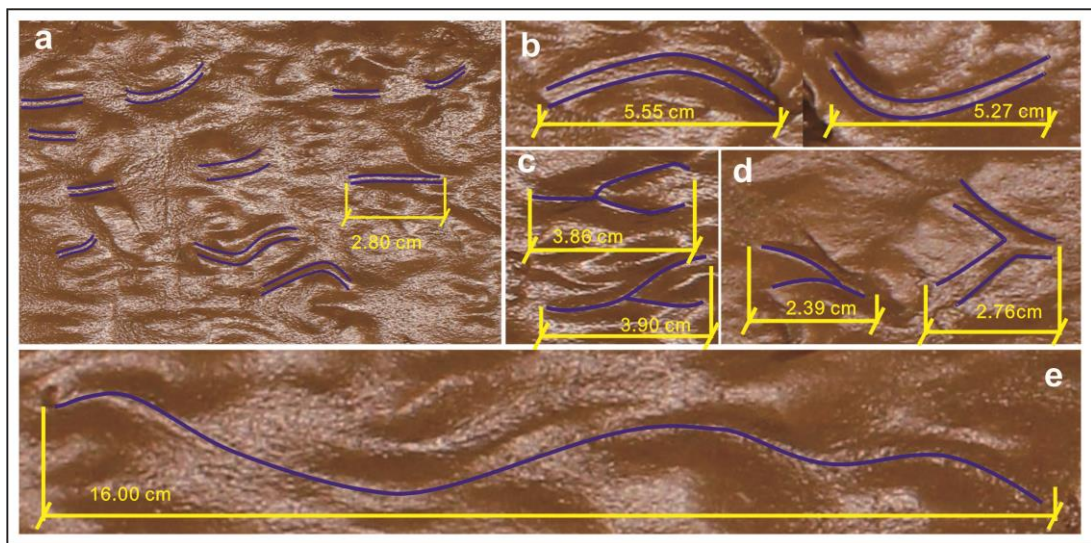 a
2.80 cm
b
5.55 cm
5.27 cm
c
3.86 cm
3.90 cm
d
2.39 cm
2.76cm
e
16.00 cm